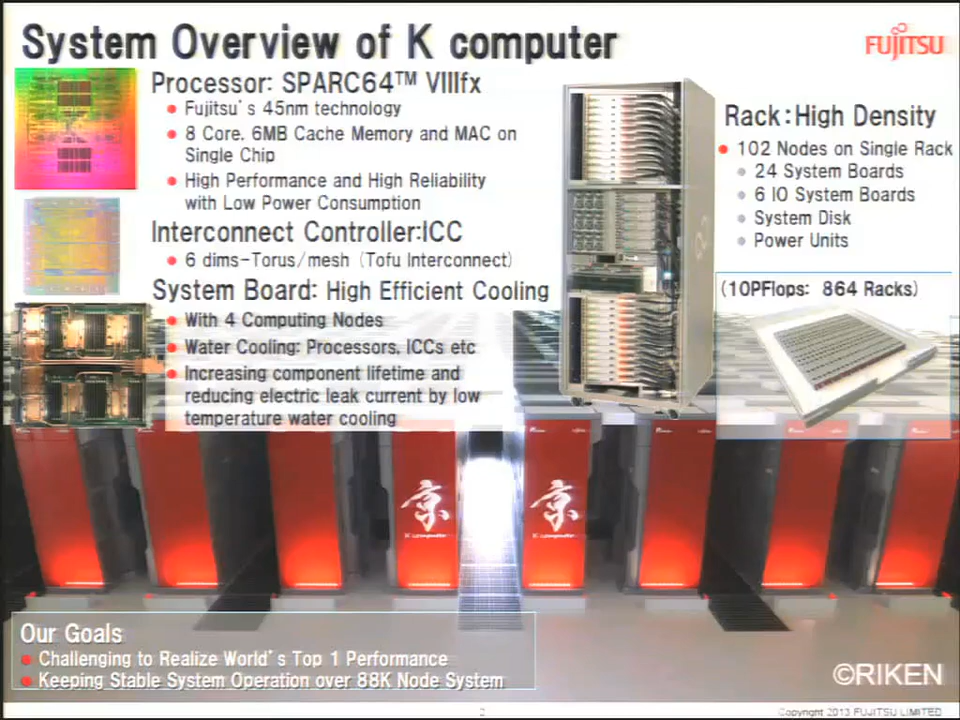 System Overview of K computer
FUJITSU
Processor: SPARC64™ VIIIfx
Fujitsu's 45nm technology
8 Core, 6MB Cache Memory and MAC on
Single Chip
High Performance and High Reliability
with Low Power Consumption
Interconnect Controller:ICC
6 dims-Torus/mesh (Tofu Interconnect)
System Board: High Efficient Cooling
With 4 Computing Nodes
Water Cooling: Processors, ICCs etc
Increasing component lifetime and
reducing electric leak current by low
temperature water cooling
Rack:High Density
102 Nodes on Single Rack
24 System Boards
6 IO System Boards
System Disk
Power Units
(10PFlops: 864 Racks)
京
K computer
京
K computer
Our Goals
Challenging to Realize World's Top 1 Performance
Keeping Stable System Operation over 88K Node System
©RIKEN
2
Copyright 2013 FUJITSU LIMITED